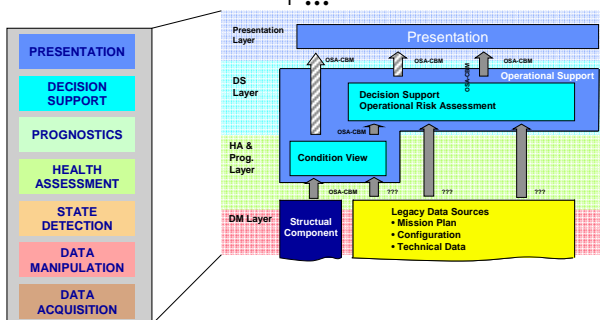 ...
PRESENTATION
DECISION
SUPPORT
PROGNOSTICS
HEALTH
ASSESSMENT
STATE
DETECTION
DATA
MANIPULATION
DATA
ACQUISITION
Presentation
Layer
Presentation
OSA-CBM
OSA-CBM
OSA-CBM
OSA-CBM
Operational Support
DS
Layer
Decision Support
Operational Risk Assessment
OSA-CBM
HA &
Prog.
Layer
Condition View
OSA-CBM
???
???
???
DM Layer
Structual
Component
Legacy Data Sources
• Mission Plan
• Configuration
• Technical Data